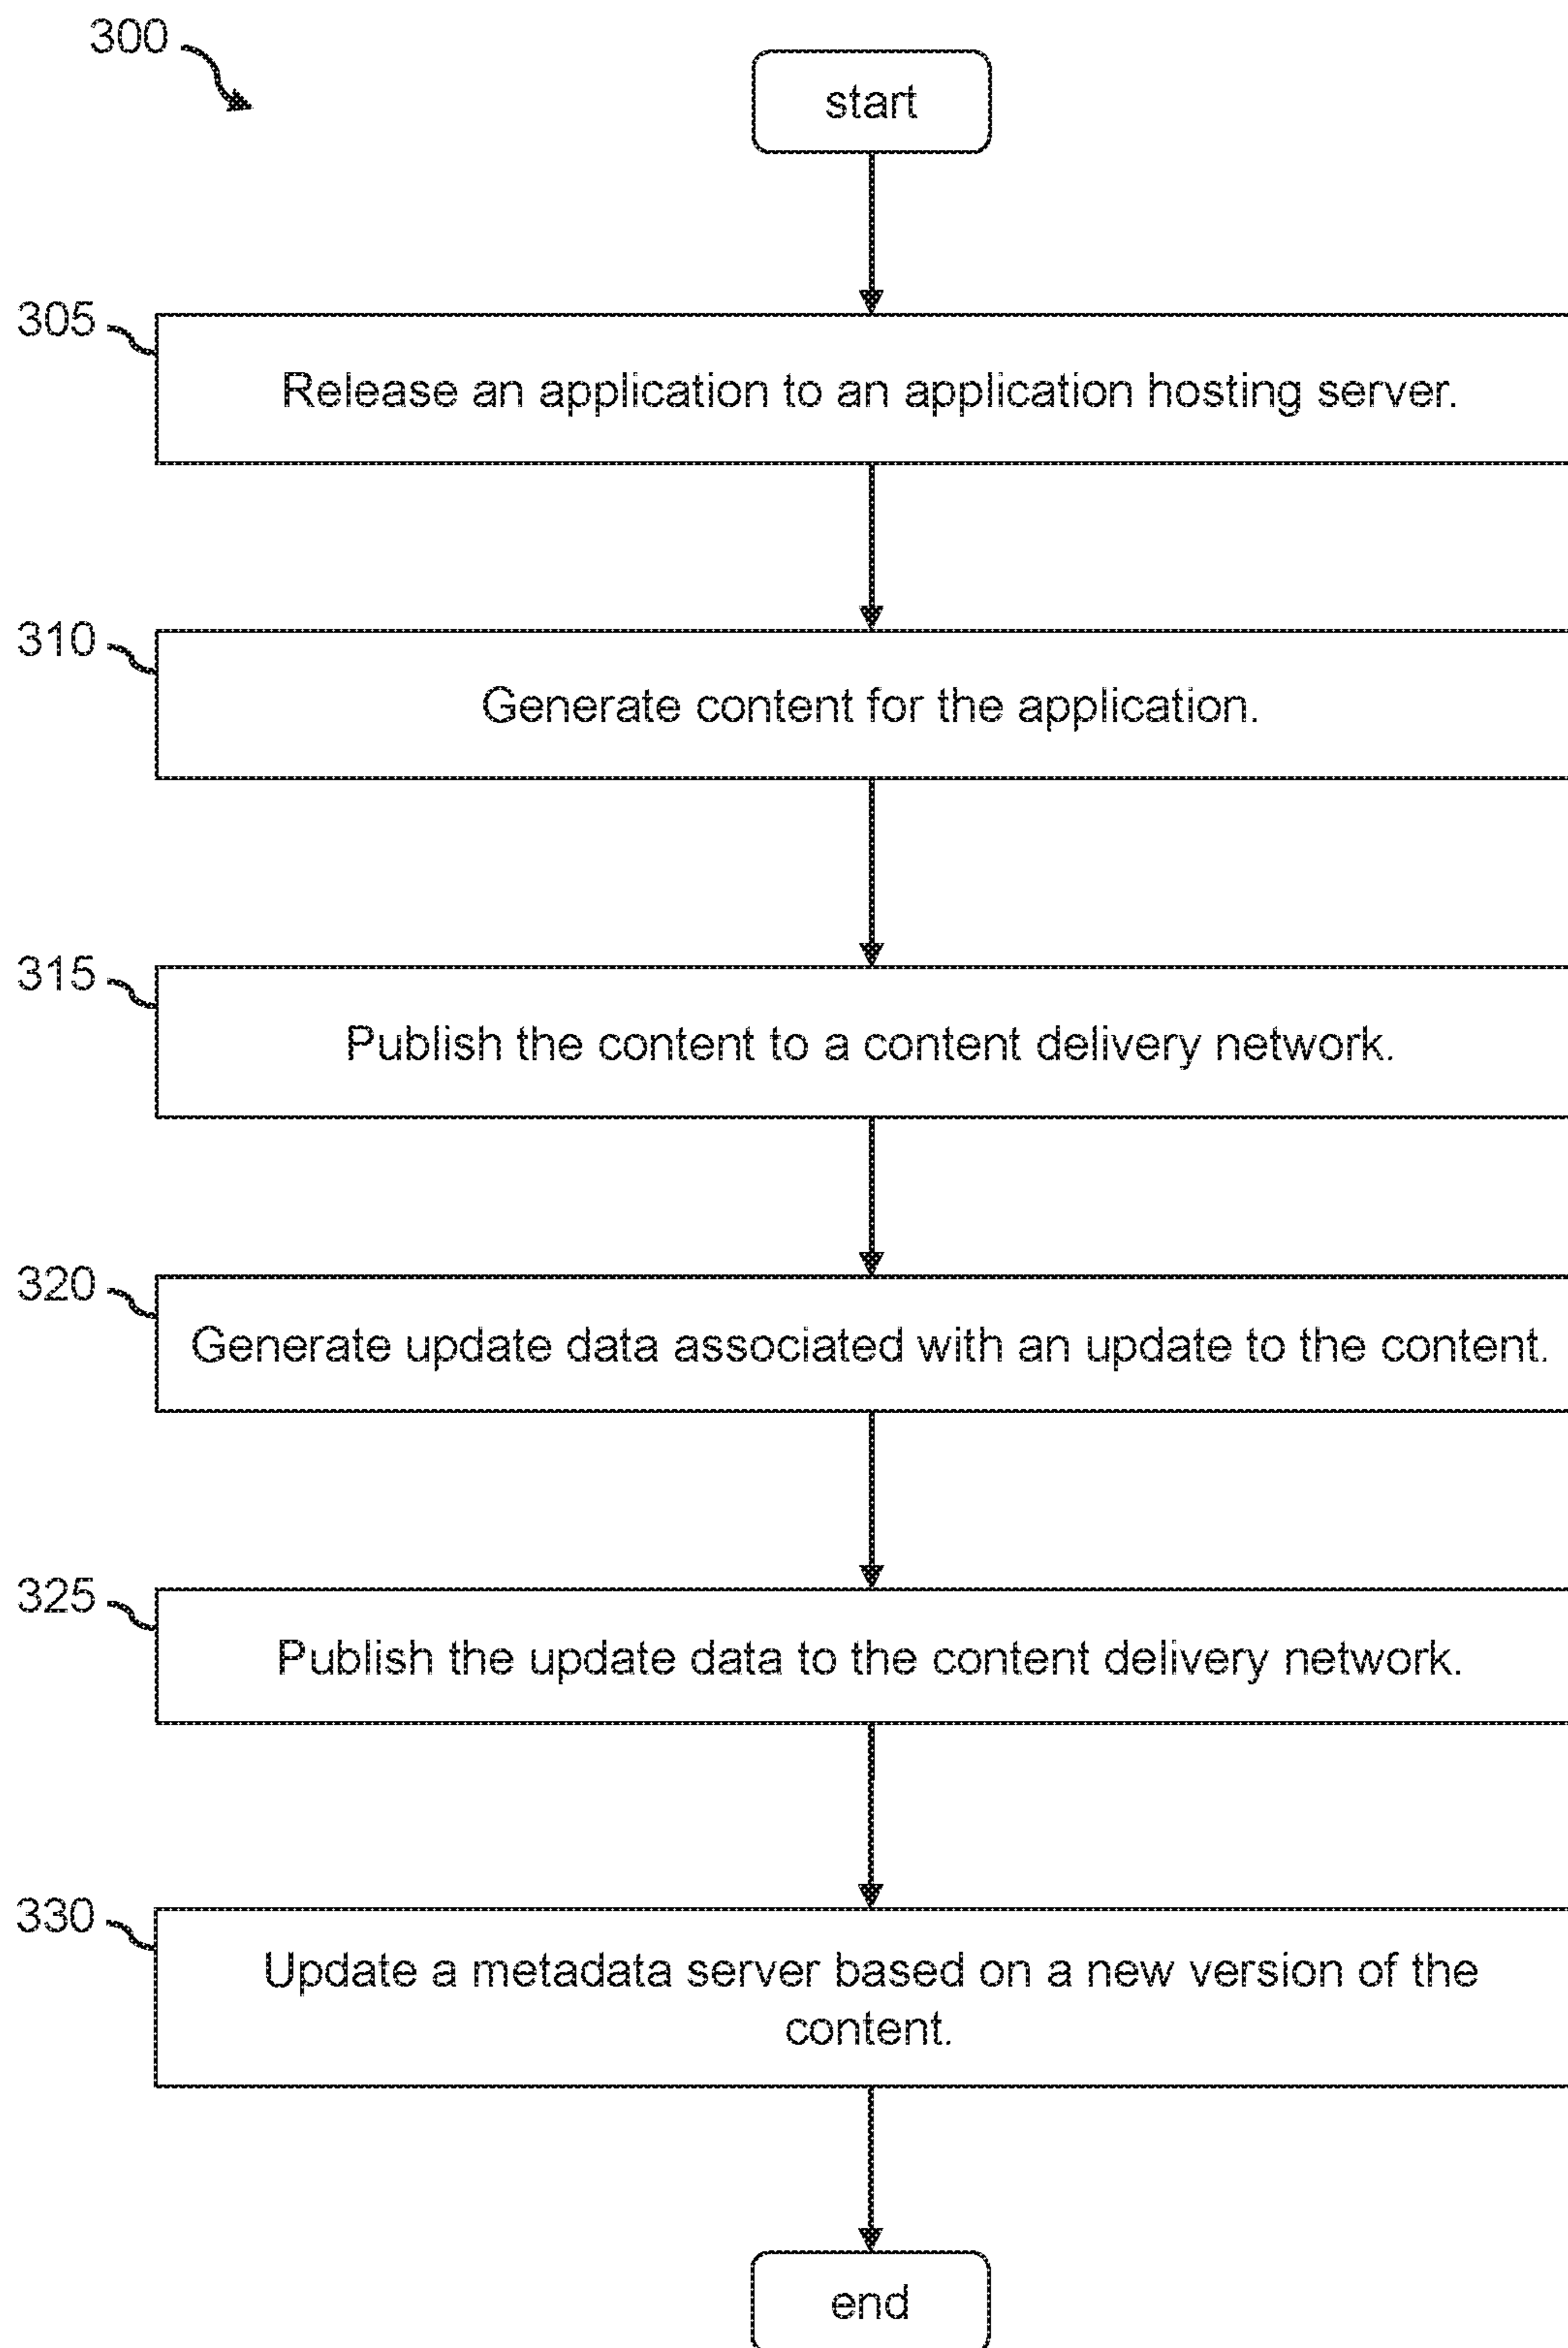 300
start
305
Release an application to an application hosting server.
310
Generate content for the application.
315
Publish the content to a content delivery network.
320
Generate update data associated with an update to the content.
325
Publish the update data to the content delivery network.
330
Update a metadata server based on a new version of the
content.
end